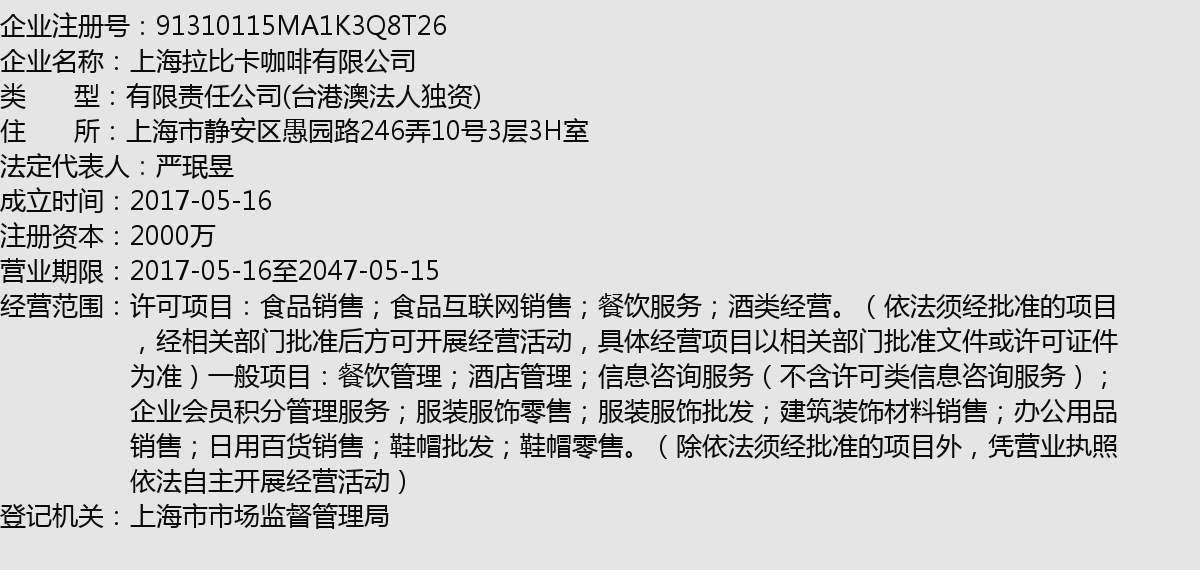 企业注册号：91310115MA1K3Q8T26
企业名称：上海拉比卡咖啡有限公司
类　　型：有限责任公司(台港澳法人独资)
住　　所：上海市静安区愚园路246弄10号3层3H室
法定代表人：严珉昱
成立时间：2017-05-16
注册资本：2000万
营业期限：2017-05-16至2047-05-15
经营范围：许可项目：食品销售；食品互联网销售；餐饮服务；酒类经营。（依法须经批准的项目
，经相关部门批准后方可开展经营活动，具体经营项目以相关部门批准文件或许可证件
为准）一般项目：餐饮管理；酒店管理；信息咨询服务（不含许可类信息咨询服务）；
企业会员积分管理服务；服装服饰零售；服装服饰批发；建筑装饰材料销售；办公用品
销售；日用百货销售；鞋帽批发；鞋帽零售。（除依法须经批准的项目外，凭营业执照
依法自主开展经营活动）
登记机关：上海市市场监督管理局